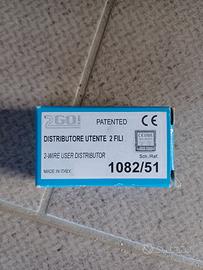 2GO!
PATENTED
CE
DISTRIBUTORE UTENTE 2 FILI
2-WIRE USER DISTRIBUTOR
Sch./Ref.
MADE IN ITALY
1082/51